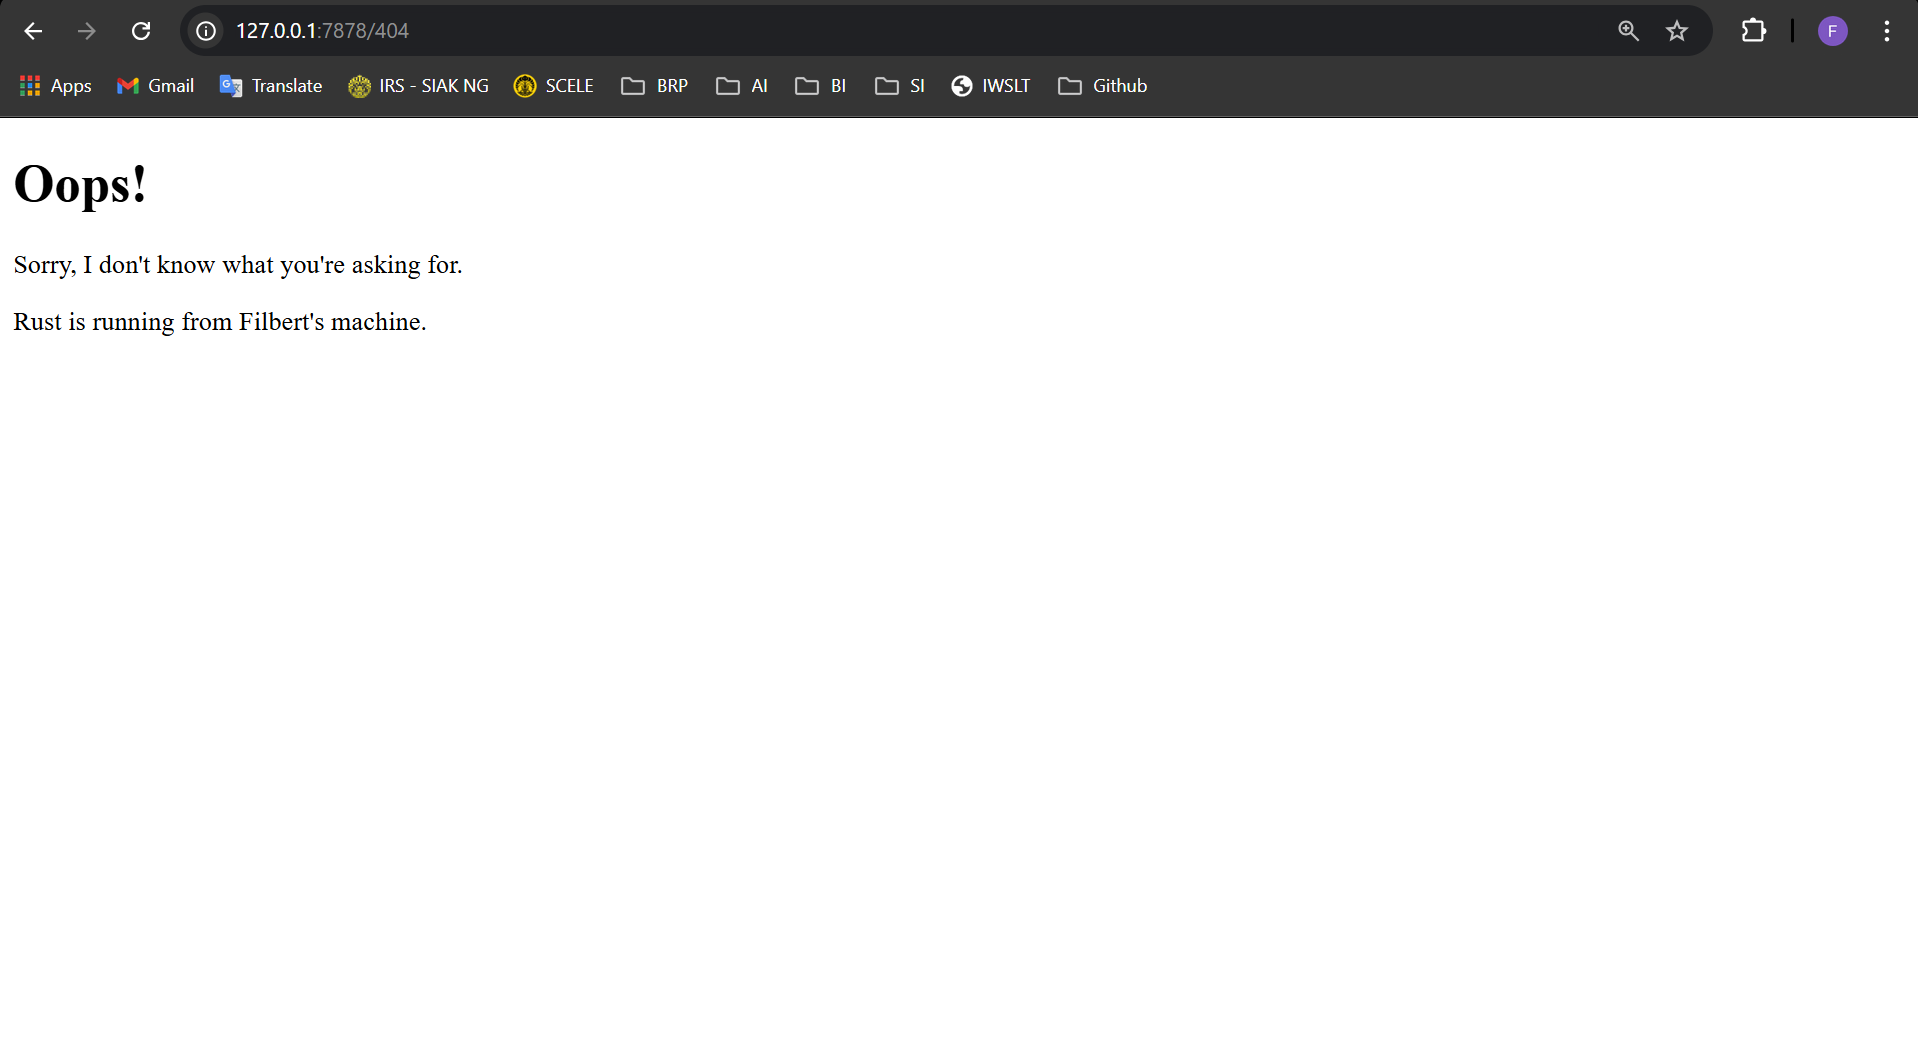 127.0.0.1:7878/404
F
Apps Gmail Translate IRS - SIAK NG SCELE BRP AI BI SI IWSLT Github
Oops!
Sorry, I don't know what you're asking for.
Rust is running from Filbert's machine.